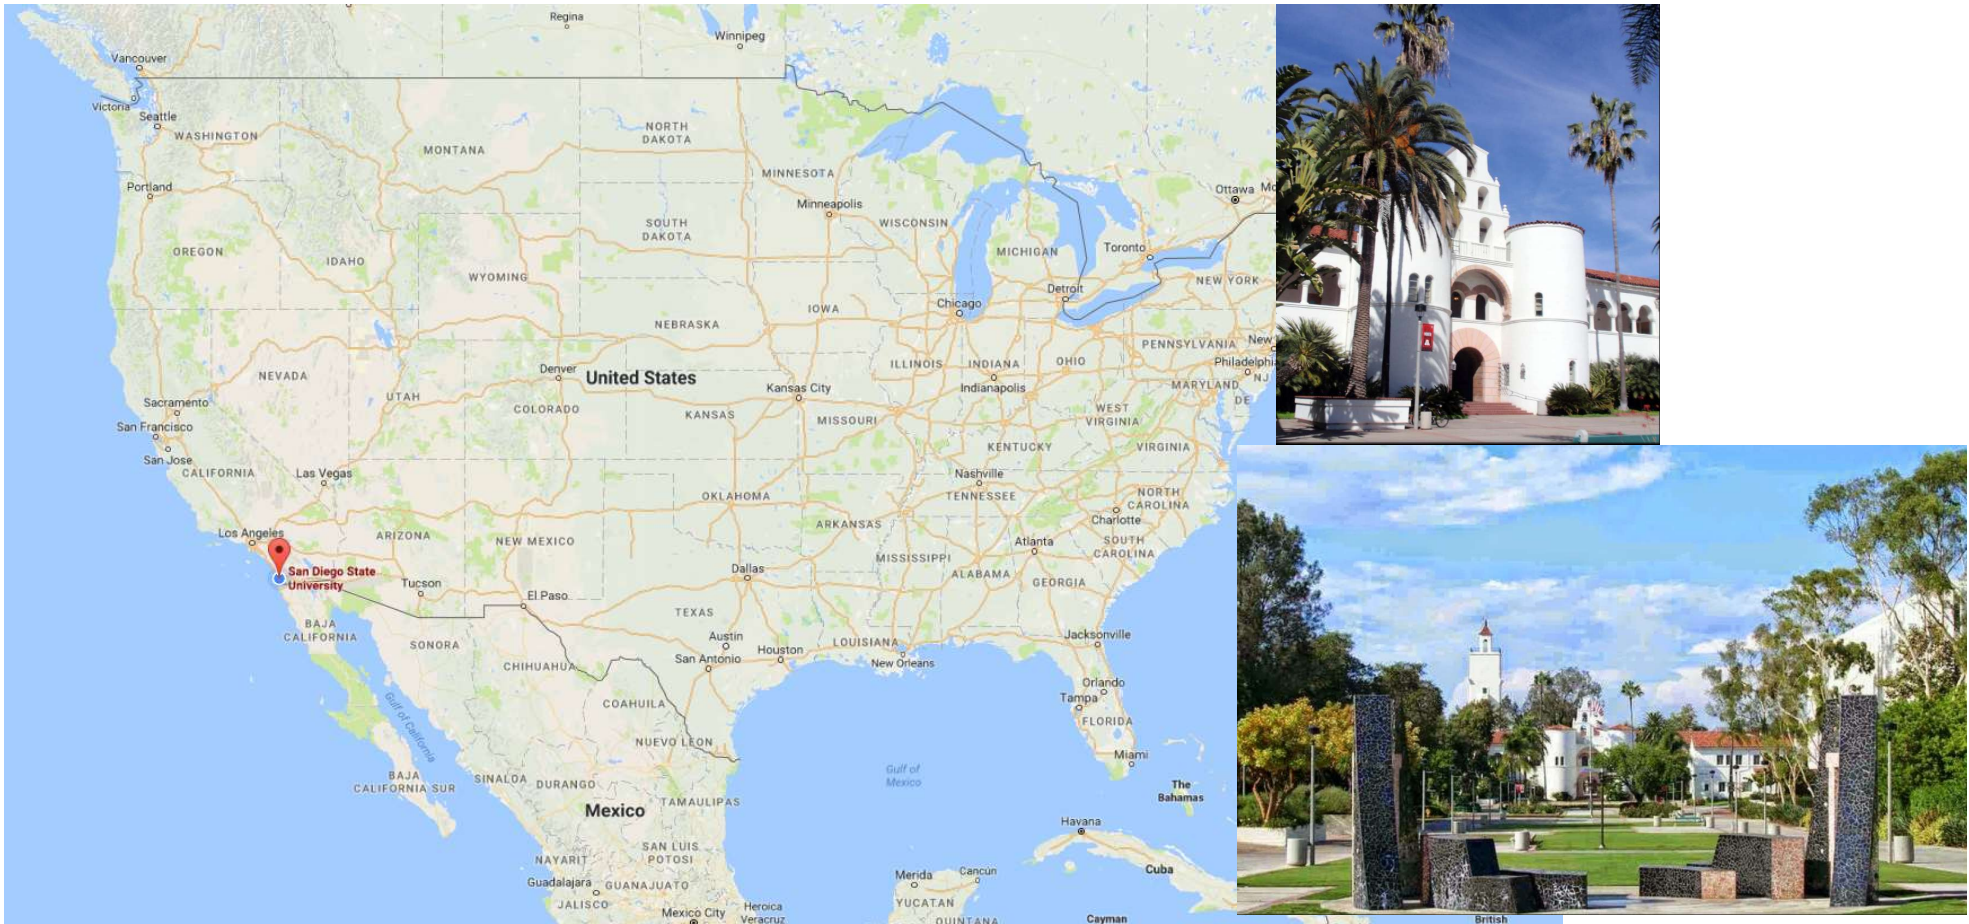 Regina
Winnipeg
Vancouver
Victoria
Seattle
WASHINGTON
NORTH
DAKOTA
MONTANA
MINNESOTA
Portland
Ottawa
Mo
Minneapolis
SOUTH
DAKOTA
WISCONSIN
OREGON
IDAHO
MICHIGAN
Toronto
WYOMING
NEW YORK
Detroit
Chicago
IOWA
NEBRASKA
PENNSYLVANIA
New
ILLINOIS
INDIANA
OHIO
Philadelphi
NEVADA
Denver
United States
Kansas City
Indianapolis
MARYLAND
NJ
UTAH
DE
Sacramento
COLORADO
KANSAS
MISSOURI
WEST
VIRGINIA
San Francisco
San Jose
KENTUCKY
VIRGINIA
CALIFORNIA
Las Vegas
Nashville
TENNESSEE
OKLAHOMA
NORTH
CAROLINA
ARKANSAS
Charlotte
Los Angeles
ARIZONA
NEW MEXICO
Atlanta
SOUTH
CAROLINA
MISSISSIPPI
San Diego State
University
Tucson
Dallas
ALABAMA
GEORGIA
El Paso
TEXAS
BAJA
CALIFORNIA
SONORA
Austin
Houston
LOUISIANA
Jacksonville
San Antonio
New Orleans
CHIHUAHUA
Orlando
COAHUILA
Tampa
FLORIDA
Gulf of California
NUEVO LEON
Miami
Gulf of
Mexico
BAJA
CALIFORNIA SUR
SINALOA
DURANGO
The
Bahamas
TAMAULIPAS
Mexico
Havana
SAN LUIS
POTOSI
NAYARIT
Cuba
Merida
Cancún
Guadalajara
GUANAJUATO
JALISCO
YUCATAN
Mexico City
Heroica
Veracruz
QUINTANA
Cayman
British